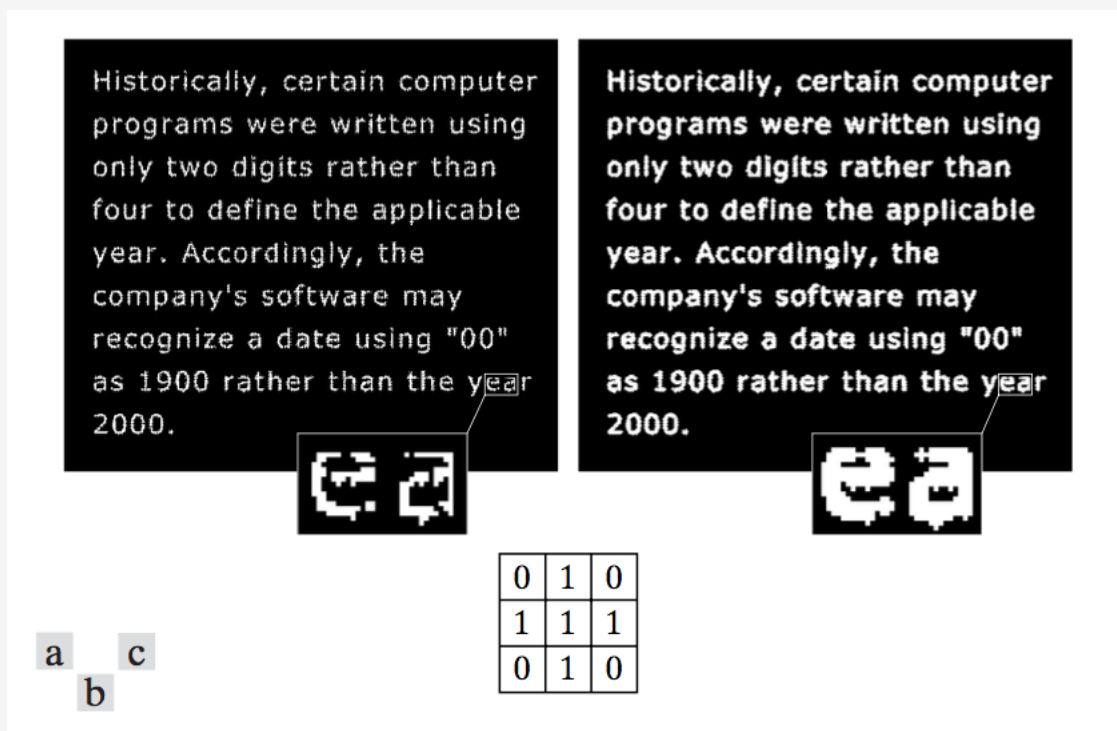 Historically, certain computer
programs were written using
only two digits rather than
four to define the applicable
year. Accordingly, the
company's software may
recognize a date using "00"
as 1900 rather than the year
2000.
ea
Historically, certain computer
programs were written using
only two digits rather than
four to define the applicable
year. Accordingly, the
company's software may
recognize a date using "00"
as 1900 rather than the year
2000.
ea
0 1 0
1 1 1
0 1 0
a c
b